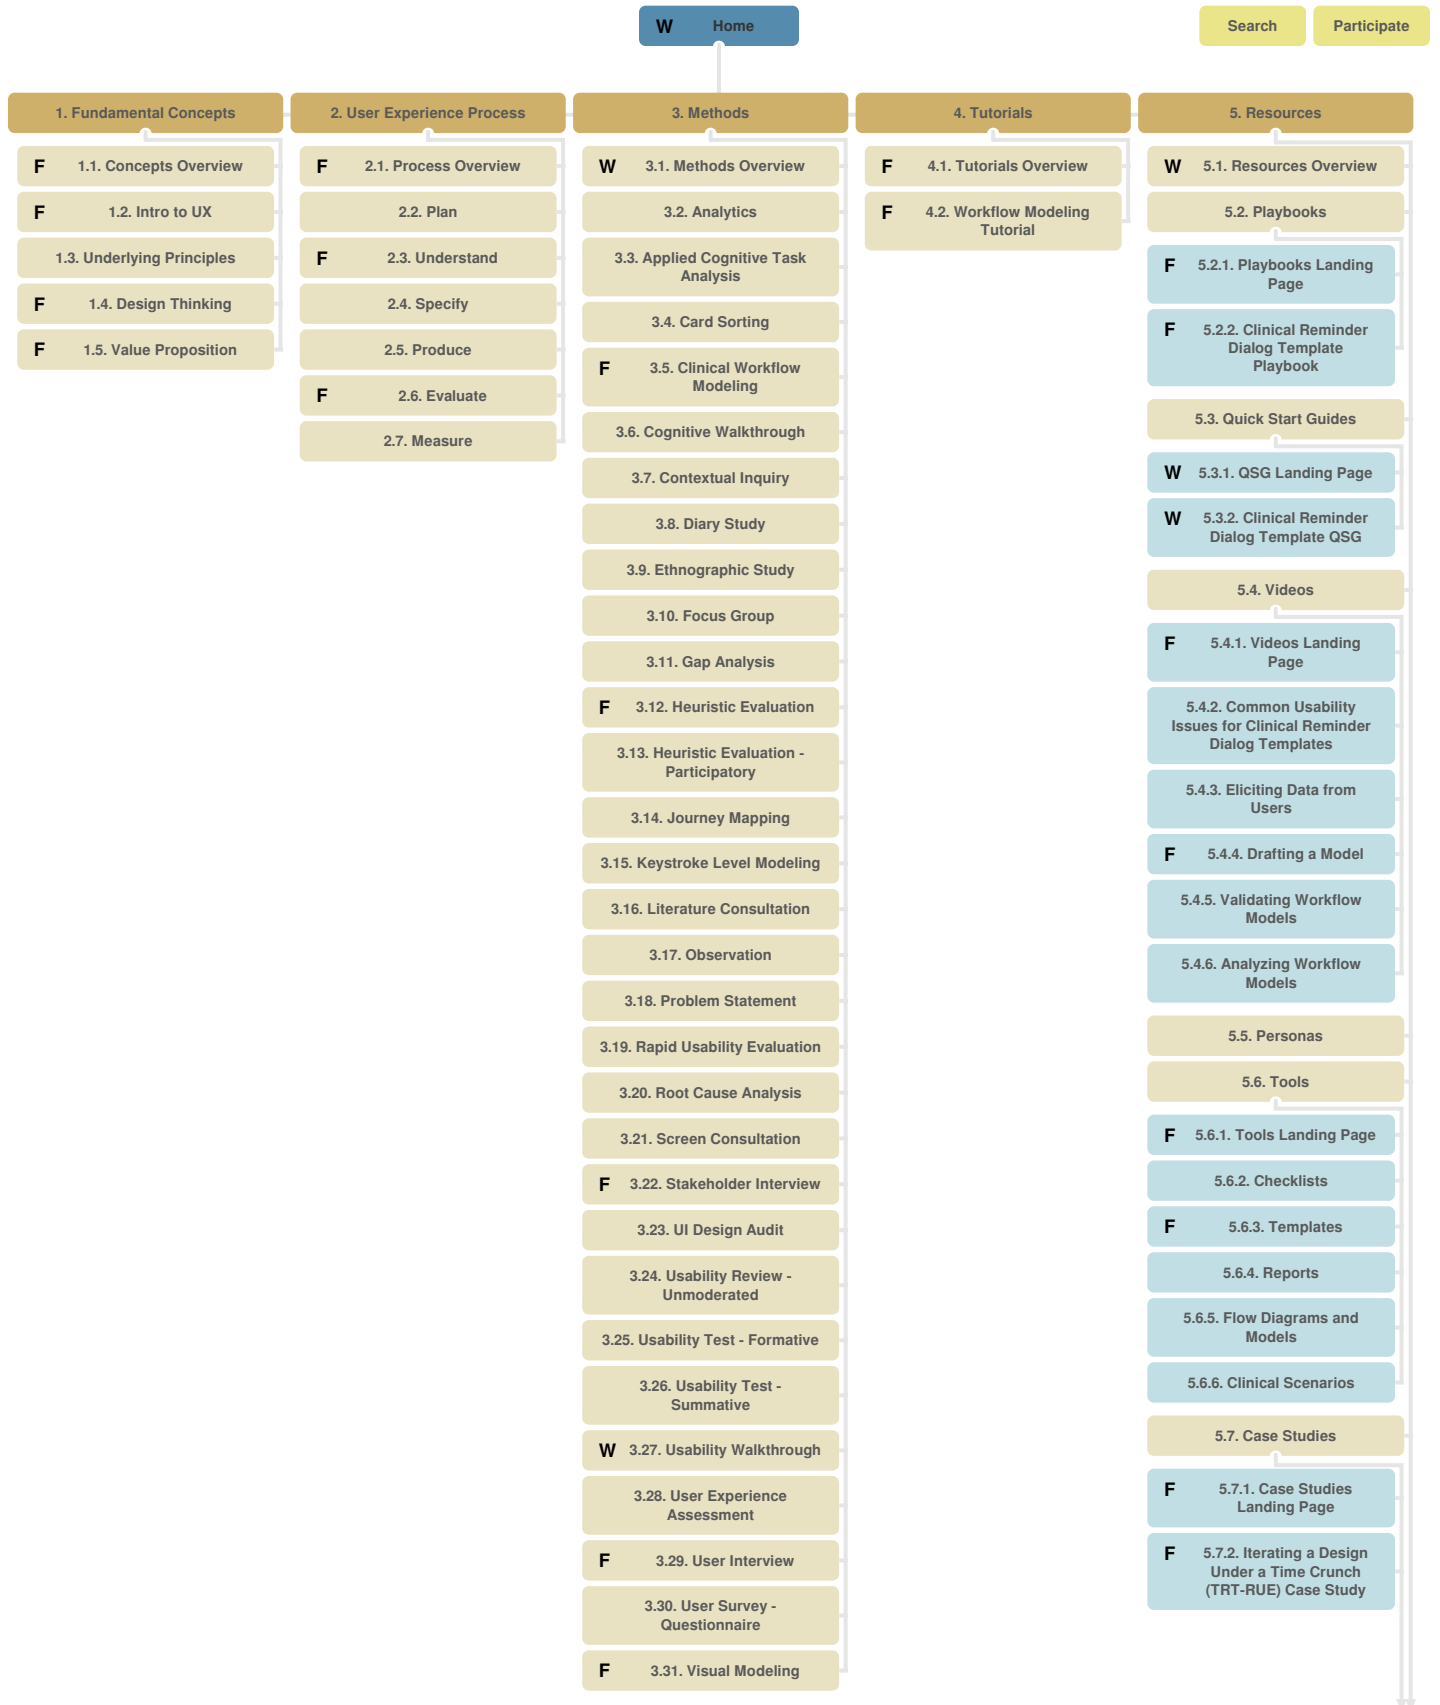 W Home
Search
Participate
1. Fundamental Concepts
F 1.1. Concepts Overview
F 1.2. Intro to UX
1.3. Underlying Principles
F 1.4. Design Thinking
F 1.5. Value Proposition
2. User Experience Process
F 2.1. Process Overview
2.2. Plan
F 2.3. Understand
2.4. Specify
2.5. Produce
F 2.6. Evaluate
2.7. Measure
3. Methods
W 3.1. Methods Overview
3.2. Analytics
3.3. Applied Cognitive Task
Analysis
3.4. Card Sorting
F 3.5. Clinical Workflow
Modeling
3.6. Cognitive Walkthrough
3.7. Contextual Inquiry
3.8. Diary Study
3.9. Ethnographic Study
3.10. Focus Group
3.11. Gap Analysis
F 3.12. Heuristic Evaluation
3.13. Heuristic Evaluation -
Participatory
3.14. Journey Mapping
3.15. Keystroke Level Modeling
3.16. Literature Consultation
3.17. Observation
3.18. Problem Statement
3.19. Rapid Usability Evaluation
3.20. Root Cause Analysis
3.21. Screen Consultation
F 3.22. Stakeholder Interview
3.23. UI Design Audit
3.24. Usability Review -
Unmoderated
3.25. Usability Test - Formative
3.26. Usability Test -
Summative
W 3.27. Usability Walkthrough
3.28. User Experience
Assessment
F 3.29. User Interview
3.30. User Survey -
Questionnaire
F 3.31. Visual Modeling
4. Tutorials
F 4.1. Tutorials Overview
F 4.2. Workflow Modeling
Tutorial
5. Resources
W 5.1. Resources Overview
5.2. Playbooks
F 5.2.1. Playbooks Landing
Page
F 5.2.2. Clinical Reminder
Dialog Template
Playbook
5.3. Quick Start Guides
W 5.3.1. QSG Landing Page
W 5.3.2. Clinical Reminder
Dialog Template QSG
5.4. Videos
F 5.4.1. Videos Landing
Page
5.4.2. Common Usability
Issues for Clinical Reminder
Dialog Templates
5.4.3. Eliciting Data from
Users
F 5.4.4. Drafting a Model
5.4.5. Validating Workflow
Models
5.4.6. Analyzing Workflow
Models
5.5. Personas
5.6. Tools
F 5.6.1. Tools Landing Page
5.6.2. Checklists
F 5.6.3. Templates
5.6.4. Reports
5.6.5. Flow Diagrams and
Models
5.6.6. Clinical Scenarios
5.7. Case Studies
F 5.7.1. Case Studies
Landing Page
F 5.7.2. Iterating a Design
Under a Time Crunch
(TRT-RUE) Case Study